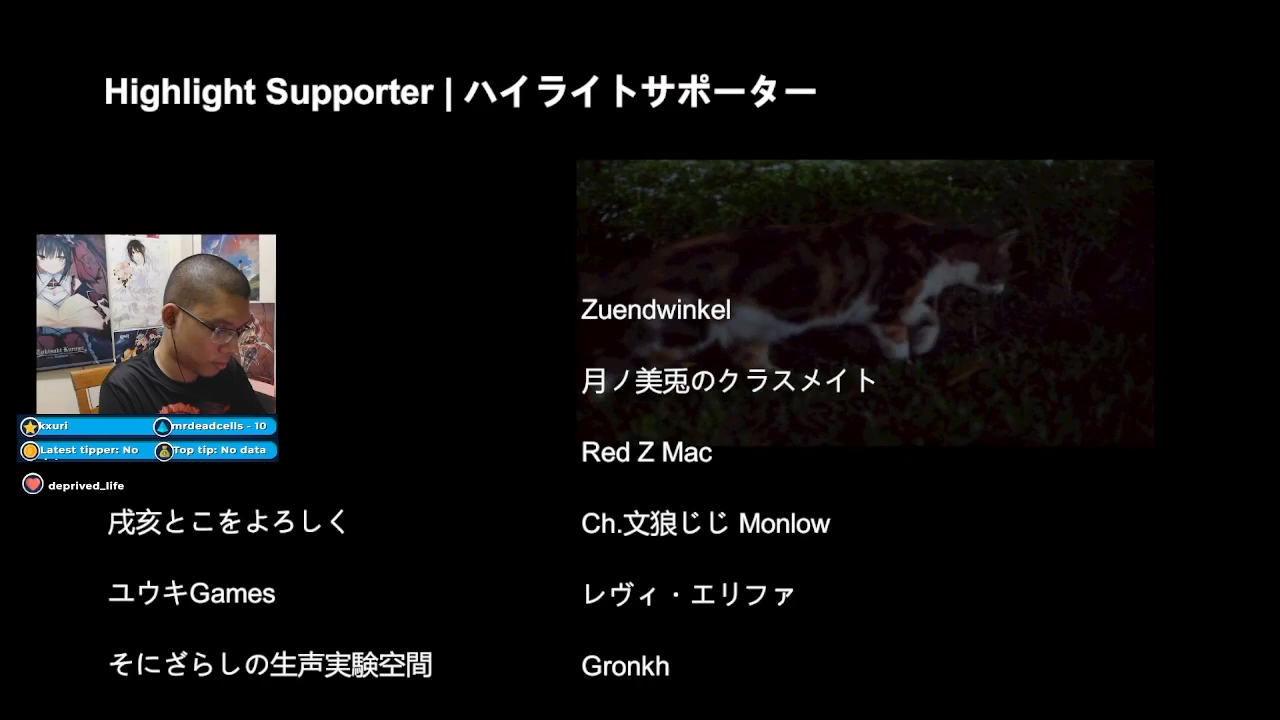 Highlight Supporter | ハイライトサポーター
Zuendwinkel
月ノ美兎のクラスメイト
Red Z Mac
Ch.文狼じじ Monlow
レヴィ・エリファ
Gronkh
kxuri
mrdeadcells - 10
Latest tipper: No
Top tip: No data
deprived_life
戌亥とこをよろしく
ユウキGames
そにざらしの生声実験空間